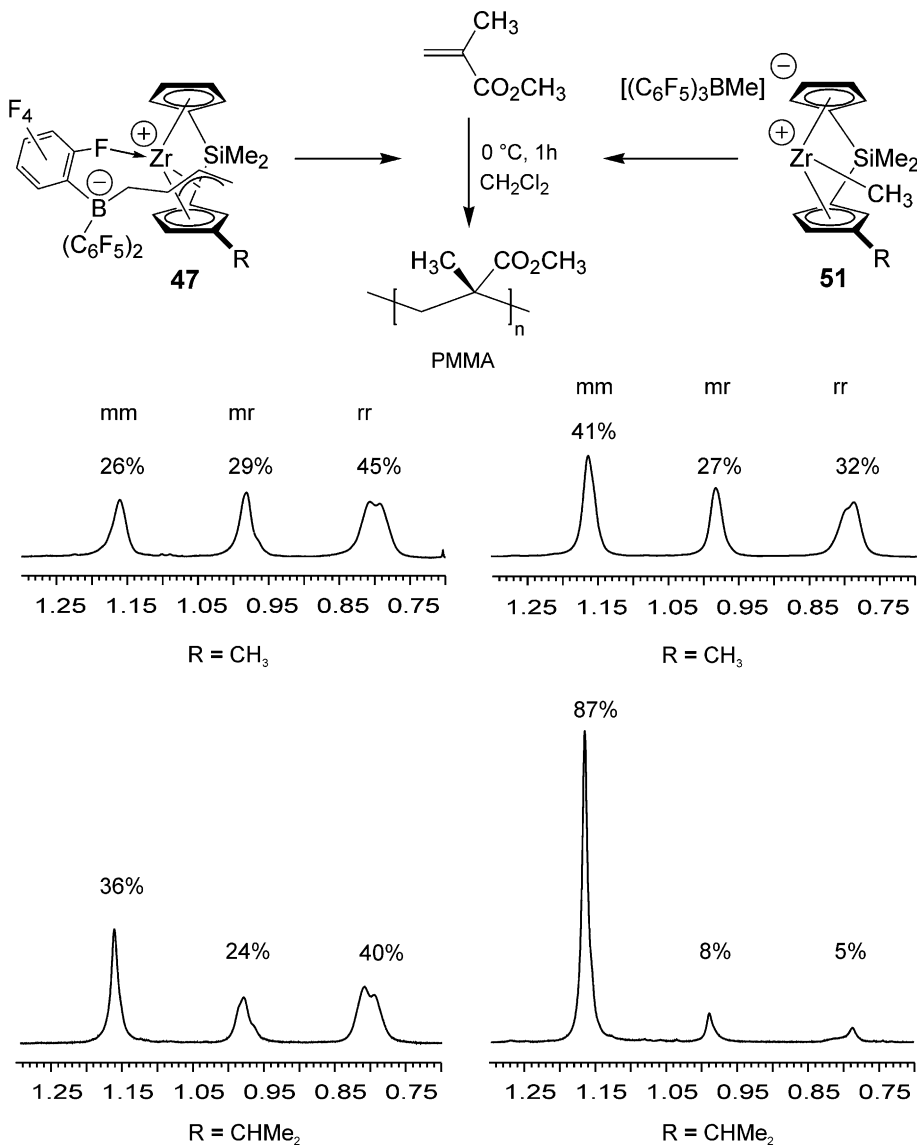 CH₃
CO₂CH₃
F₄
F
⊕
Zr
SiMe₂
⊖
B
(C₆F₅)₂
R
47
0 °C, 1h
CH₂Cl₂
[(C₆F₅)₃BMe]⊖
⊕
Zr
SiMe₂
CH₃
R
51
H₃C CO₂CH₃
n
PMMA
mm mr rr
26% 29% 45%
1.25 1.15 1.05 0.95 0.85 0.75
R = CH₃
mm mr rr
41% 27% 32%
1.25 1.15 1.05 0.95 0.85 0.75
R = CH₃
36% 24% 40%
1.25 1.15 1.05 0.95 0.85 0.75
R = CHMe₂
87% 8% 5%
1.25 1.15 1.05 0.95 0.85 0.75
R = CHMe₂